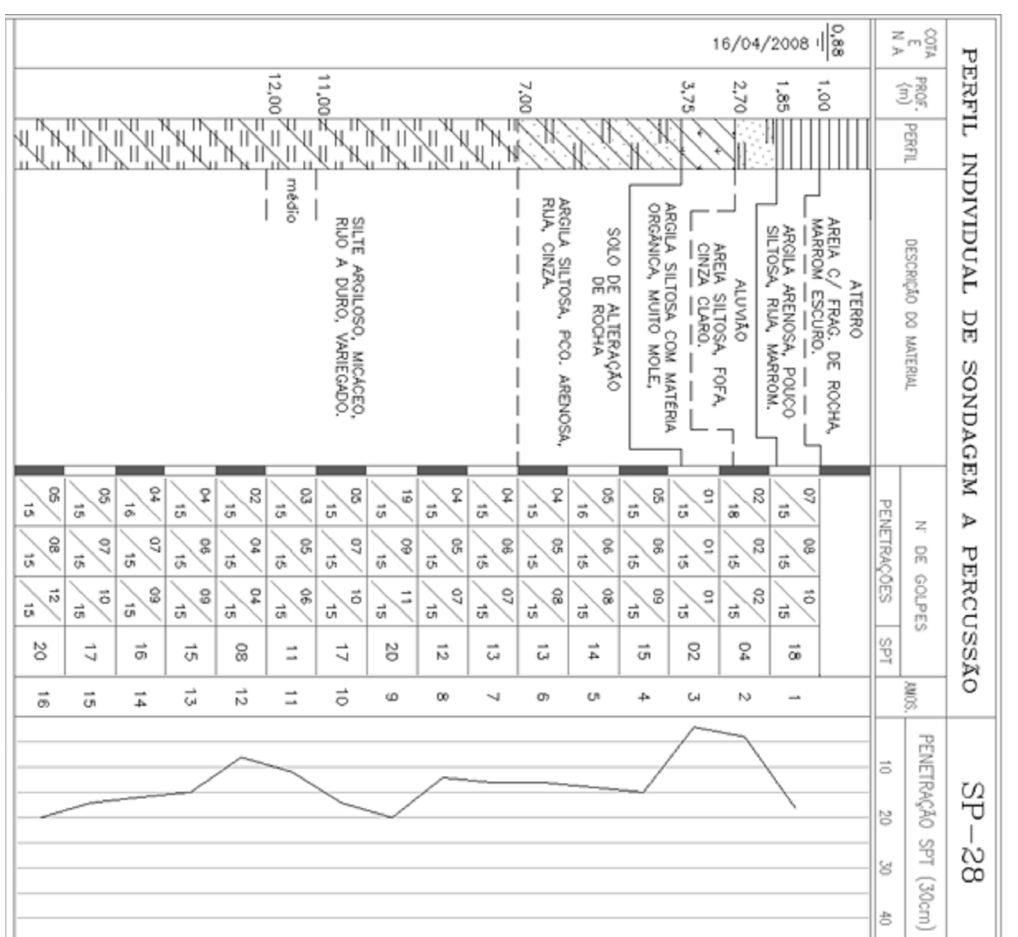 PERFIL INDIVIDUAL DE SONDAGEM A PERCUSSÃO
SP-28
COTA
E
N A
PROF.
(m)
PERFIL
DESCRIÇÃO DO MATERIAL
N° DE GOLPES
PENETRAÇÕES
SPT
AMOS.
PENETRAÇÃO SPT (30cm)
10 20 30 40
0,88
16/04/2008
1,00
1,85
2,70
3,75
7,00
11,00
12,00
ATERRO
AREIA C/ FRAG. DE ROCHA,
MARROM ESCURO.
ARGILA ARENOSA, POUCO
SILTOSA, RIJA, MARROM.
ALUVIÃO
AREIA SILTOSA, FOFA,
CINZA CLARO.
ARGILA SILTOSA COM MATÉRIA
ORGÂNICA, MUITO MOLE,
SOLO DE ALTERAÇÃO
DE ROCHA
ARGILA SILTOSA, PCO. ARENOSA,
RIJA, CINZA.
SILTE ARGILOSO, MICÁCEO,
RIJO A DURO, VARIEGADO.
médio
07/15 08/15 10/15 18 1
02/18 02/15 02/15 04 2
01/15 01/15 01/15 02 3
05/15 06/15 09/15 15 4
05/16 06/15 08/15 14 5
04/15 05/15 08/15 13 6
04/15 06/15 07/15 13 7
04/15 05/15 07/15 12 8
19/15 09/15 11/15 20 9
05/15 07/15 10/15 17 10
03/15 05/15 06/15 11 11
02/15 04/15 04/15 08 12
04/15 06/15 09/15 15 13
04/16 07/15 09/15 16 14
05/15 07/15 10/15 17 15
05/15 08/15 12/15 20 16